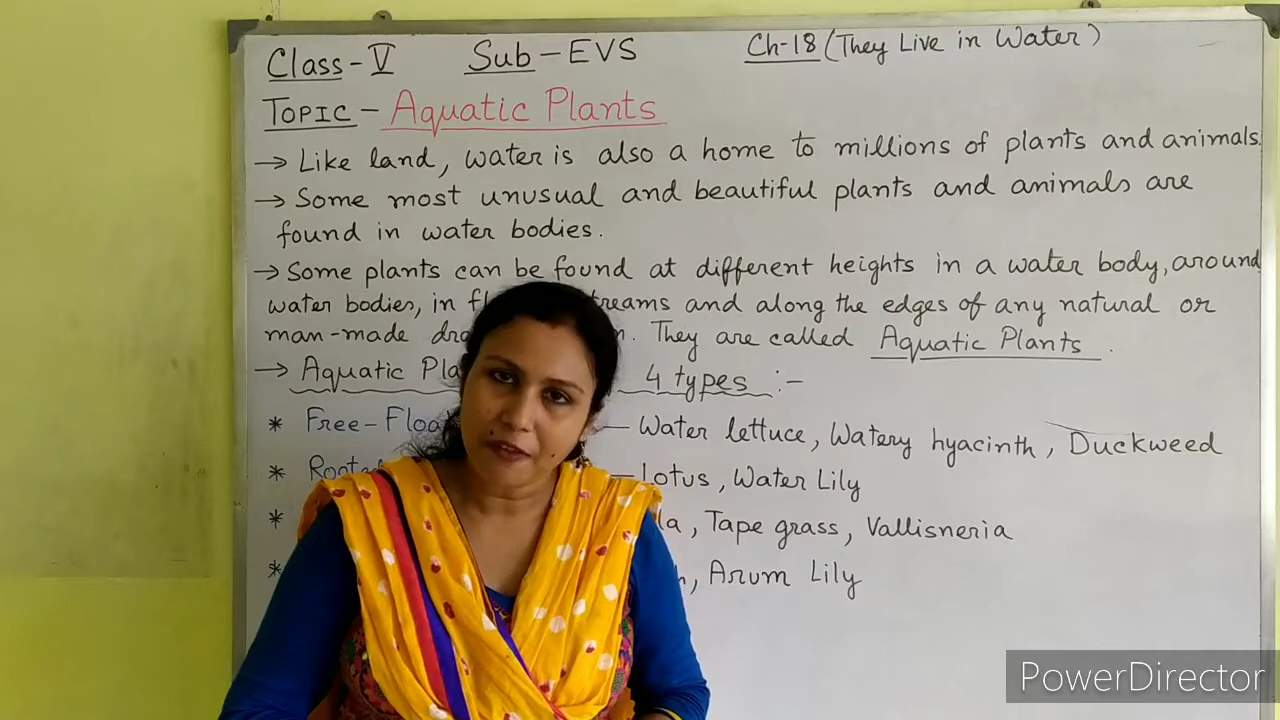 Class - V Sub - EVS Ch-18 (They Live in Water)
TOPIC - Aquatic Plants
→ Like land, water is also a home to millions of plants and animals.
→ Some most unusual and beautiful plants and animals are
found in water bodies.
→ Some plants can be found at different heights in a water body, around
water bodies, in streams and along the edges of any natural or
man-made They are called Aquatic Plants.
→ Aquatic 4 types :-
* Free - — Water lettuce, Watery hyacinth, Duckweed
* — Lotus, Water Lily
* , Tape grass, Vallisneria
* , Arum Lily
PowerDirector